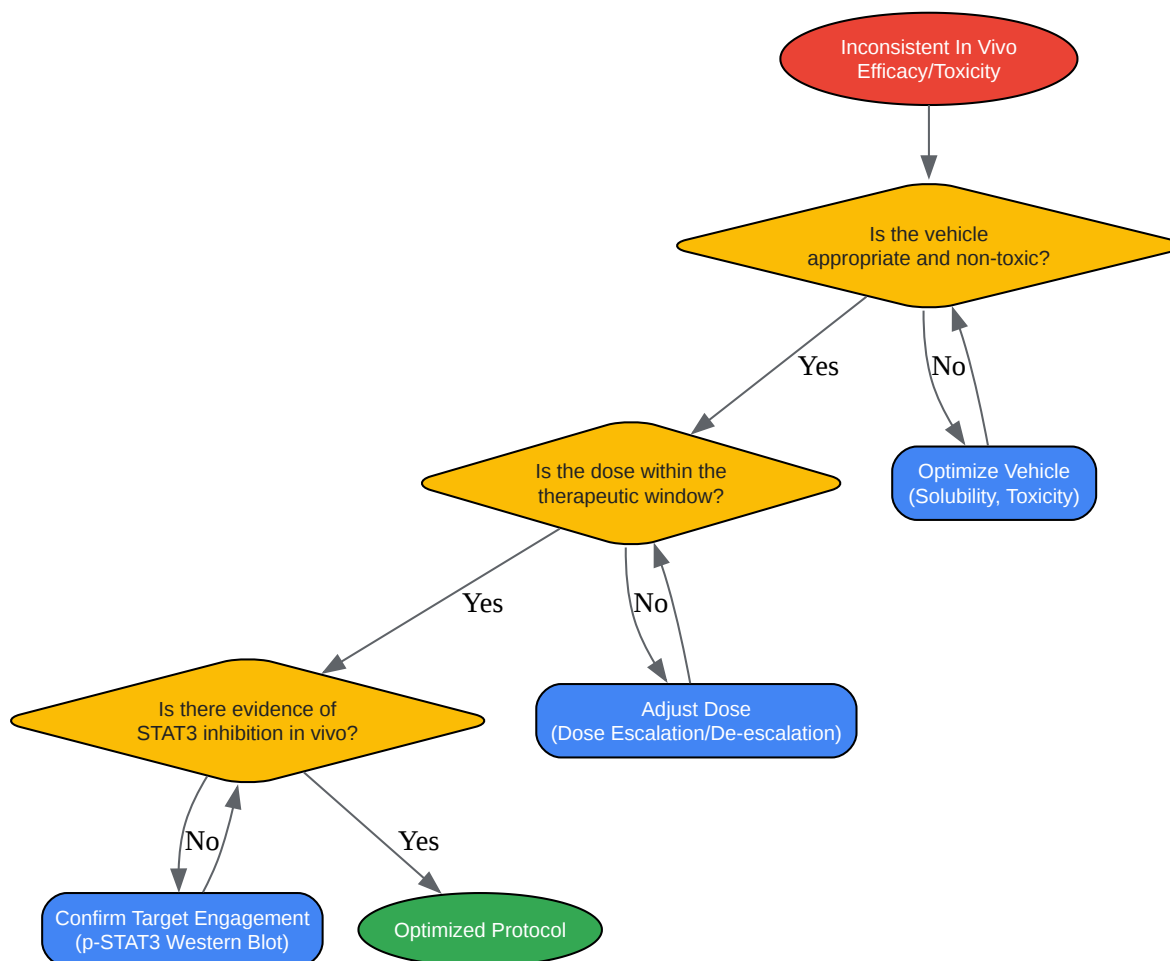 Inconsistent In Vivo
Efficacy/Toxicity
Is the vehicle
appropriate and non-toxic?
Yes
No
Optimize Vehicle
(Solubility, Toxicity)
Is the dose within the
therapeutic window?
Yes
No
Adjust Dose
(Dose Escalation/De-escalation)
Is there evidence of
STAT3 inhibition in vivo?
No
Yes
Confirm Target Engagement
(p-STAT3 Western Blot)
Optimized Protocol